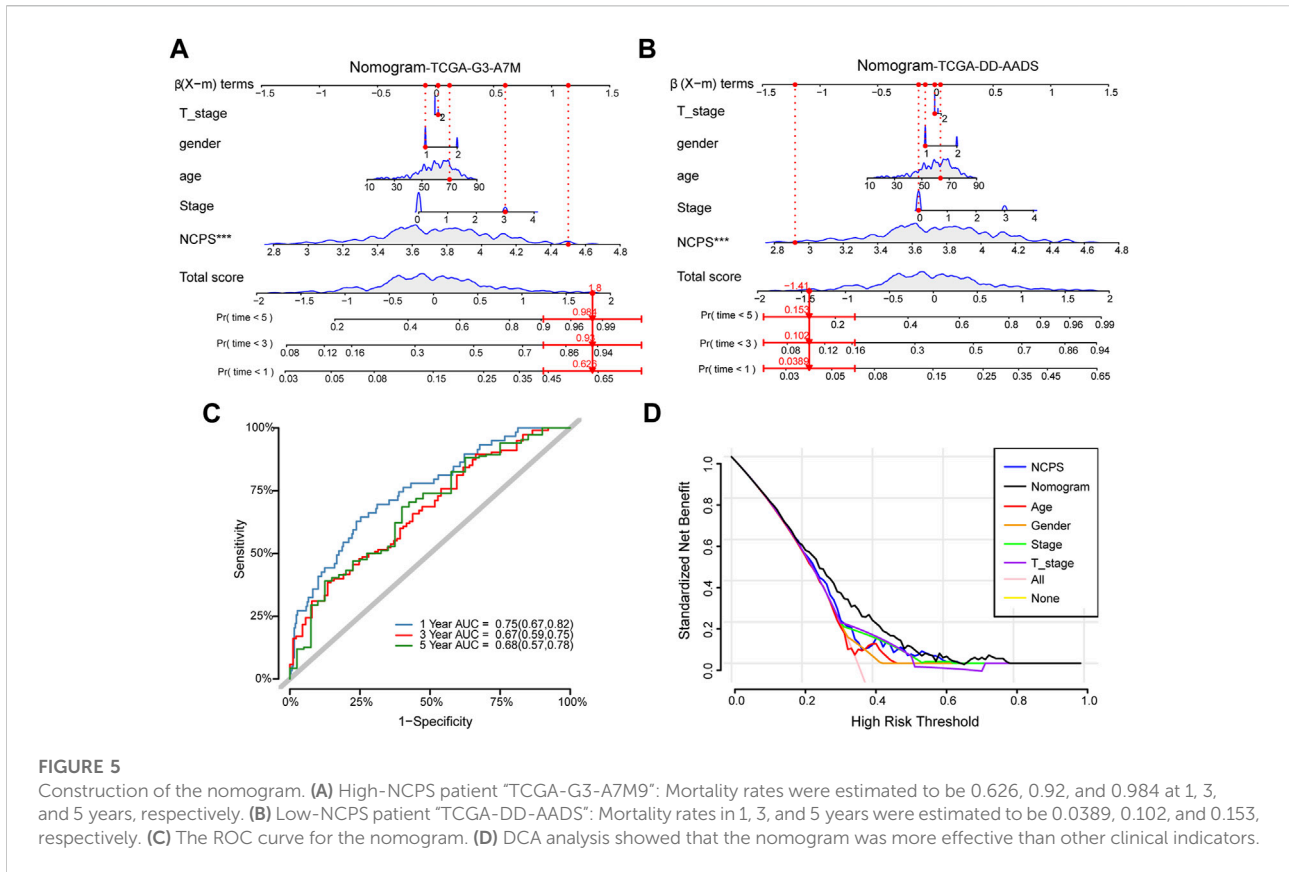 A
Nomogram-TCGA-G3-A7M
β(X−m) terms
−1.5 −1 −0.5 0 0.5 1 1.5
T_stage
2
gender
1 2
age
10 30 50 70 90
Stage
0 1 2 3 4
NCPS***
2.8 3 3.2 3.4 3.6 3.8 4 4.2 4.4 4.6 4.8
Total score
1.8
−2 −1.5 −1 −0.5 0 0.5 1 1.5 2
0.984
Pr( time < 5 )
0.2 0.4 0.6 0.8 0.9 0.96 0.99
0.92
Pr( time < 3 )
0.08 0.12 0.16 0.3 0.5 0.7 0.86 0.94
0.626
Pr( time < 1 )
0.03 0.05 0.08 0.15 0.25 0.35 0.45 0.65
B
Nomogram-TCGA-DD-AADS
β (X−m) terms
−1.5 −1 −0.5 0 0.5 1 1.5
T_stage
2
gender
1 2
age
10 30 50 70 90
Stage
0 1 2 3 4
NCPS***
2.8 3 3.2 3.4 3.6 3.8 4 4.2 4.4 4.6 4.8
Total score
−1.41
−2 −1.5 −1 −0.5 0 0.5 1 1.5 2
0.153
Pr( time < 5 )
0.2 0.4 0.6 0.8 0.9 0.96 0.99
0.102
Pr( time < 3 )
0.08 0.12 0.16 0.3 0.5 0.7 0.86 0.94
0.0389
Pr( time < 1 )
0.03 0.05 0.08 0.15 0.25 0.35 0.45 0.65
C
100%
75%
50%
25%
0%
Sensitivity
1 Year AUC = 0.75(0.67,0.82)
3 Year AUC = 0.67(0.59,0.75)
5 Year AUC = 0.68(0.57,0.78)
0% 25% 50% 75% 100%
1−Specificity
D
1.0
0.8
0.6
0.4
0.2
0.0
Standardized Net Benefit
NCPS
Nomogram
Age
Gender
Stage
T_stage
All
None
0.0 0.2 0.4 0.6 0.8 1.0
High Risk Threshold
FIGURE 5
Construction of the nomogram. (A) High-NCPS patient “TCGA-G3-A7M9”: Mortality rates were estimated to be 0.626, 0.92, and 0.984 at 1, 3,
and 5 years, respectively. (B) Low-NCPS patient “TCGA-DD-AADS”: Mortality rates in 1, 3, and 5 years were estimated to be 0.0389, 0.102, and 0.153,
respectively. (C) The ROC curve for the nomogram. (D) DCA analysis showed that the nomogram was more effective than other clinical indicators.